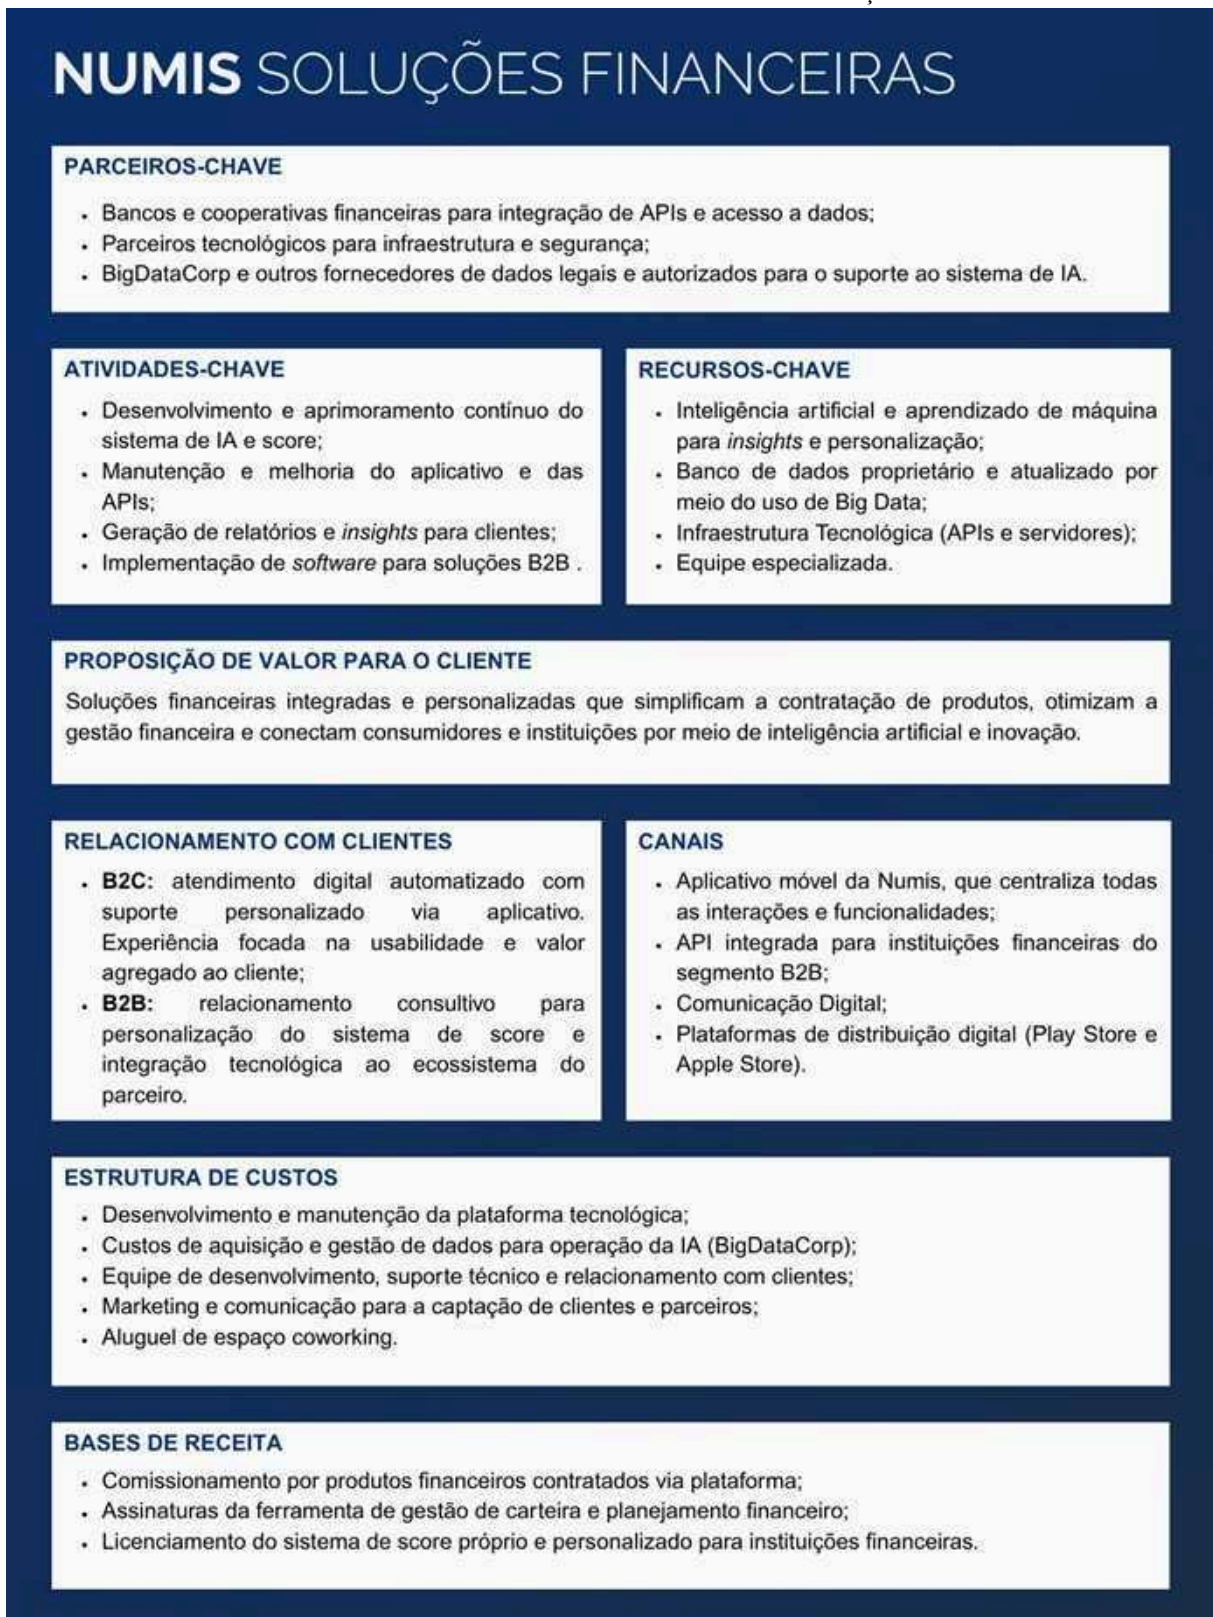 NUMIS SOLUÇÕES FINANCEIRAS
PARCEIROS-CHAVE
• Bancos e cooperativas financeiras para integração de APIs e acesso a dados;
• Parceiros tecnológicos para infraestrutura e segurança;
• BigDataCorp e outros fornecedores de dados legais e autorizados para o suporte ao sistema de IA.
ATIVIDADES-CHAVE
• Desenvolvimento e aprimoramento contínuo do
sistema de IA e score;
• Manutenção e melhoria do aplicativo e das
APIs;
• Geração de relatórios e insights para clientes;
• Implementação de software para soluções B2B .
RECURSOS-CHAVE
• Inteligência artificial e aprendizado de máquina
para insights e personalização;
• Banco de dados proprietário e atualizado por
meio do uso de Big Data;
• Infraestrutura Tecnológica (APIs e servidores);
• Equipe especializada.
PROPOSIÇÃO DE VALOR PARA O CLIENTE
Soluções financeiras integradas e personalizadas que simplificam a contratação de produtos, otimizam a
gestão financeira e conectam consumidores e instituições por meio de inteligência artificial e inovação.
RELACIONAMENTO COM CLIENTES
• B2C: atendimento digital automatizado com
suporte personalizado via aplicativo.
Experiência focada na usabilidade e valor
agregado ao cliente;
• B2B: relacionamento consultivo para
personalização do sistema de score e
integração tecnológica ao ecossistema do
parceiro.
CANAIS
• Aplicativo móvel da Numis, que centraliza todas
as interações e funcionalidades;
• API integrada para instituições financeiras do
segmento B2B;
• Comunicação Digital;
• Plataformas de distribuição digital (Play Store e
Apple Store).
ESTRUTURA DE CUSTOS
• Desenvolvimento e manutenção da plataforma tecnológica;
• Custos de aquisição e gestão de dados para operação da IA (BigDataCorp);
• Equipe de desenvolvimento, suporte técnico e relacionamento com clientes;
• Marketing e comunicação para a captação de clientes e parceiros;
• Aluguel de espaço coworking.
BASES DE RECEITA
• Comissionamento por produtos financeiros contratados via plataforma;
• Assinaturas da ferramenta de gestão de carteira e planejamento financeiro;
• Licenciamento do sistema de score próprio e personalizado para instituições financeiras.